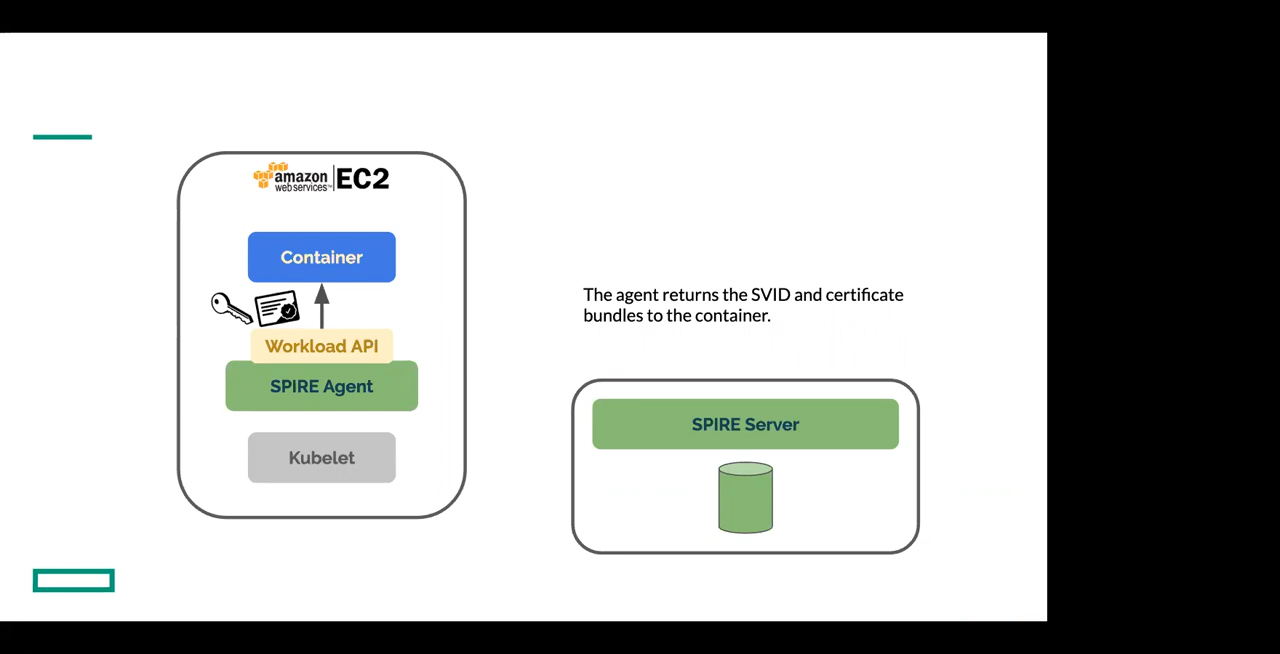 amazon
web services™
EC2
Container
Workload API
SPIRE Agent
Kubelet
The agent returns the SVID and certificate
bundles to the container.
SPIRE Server